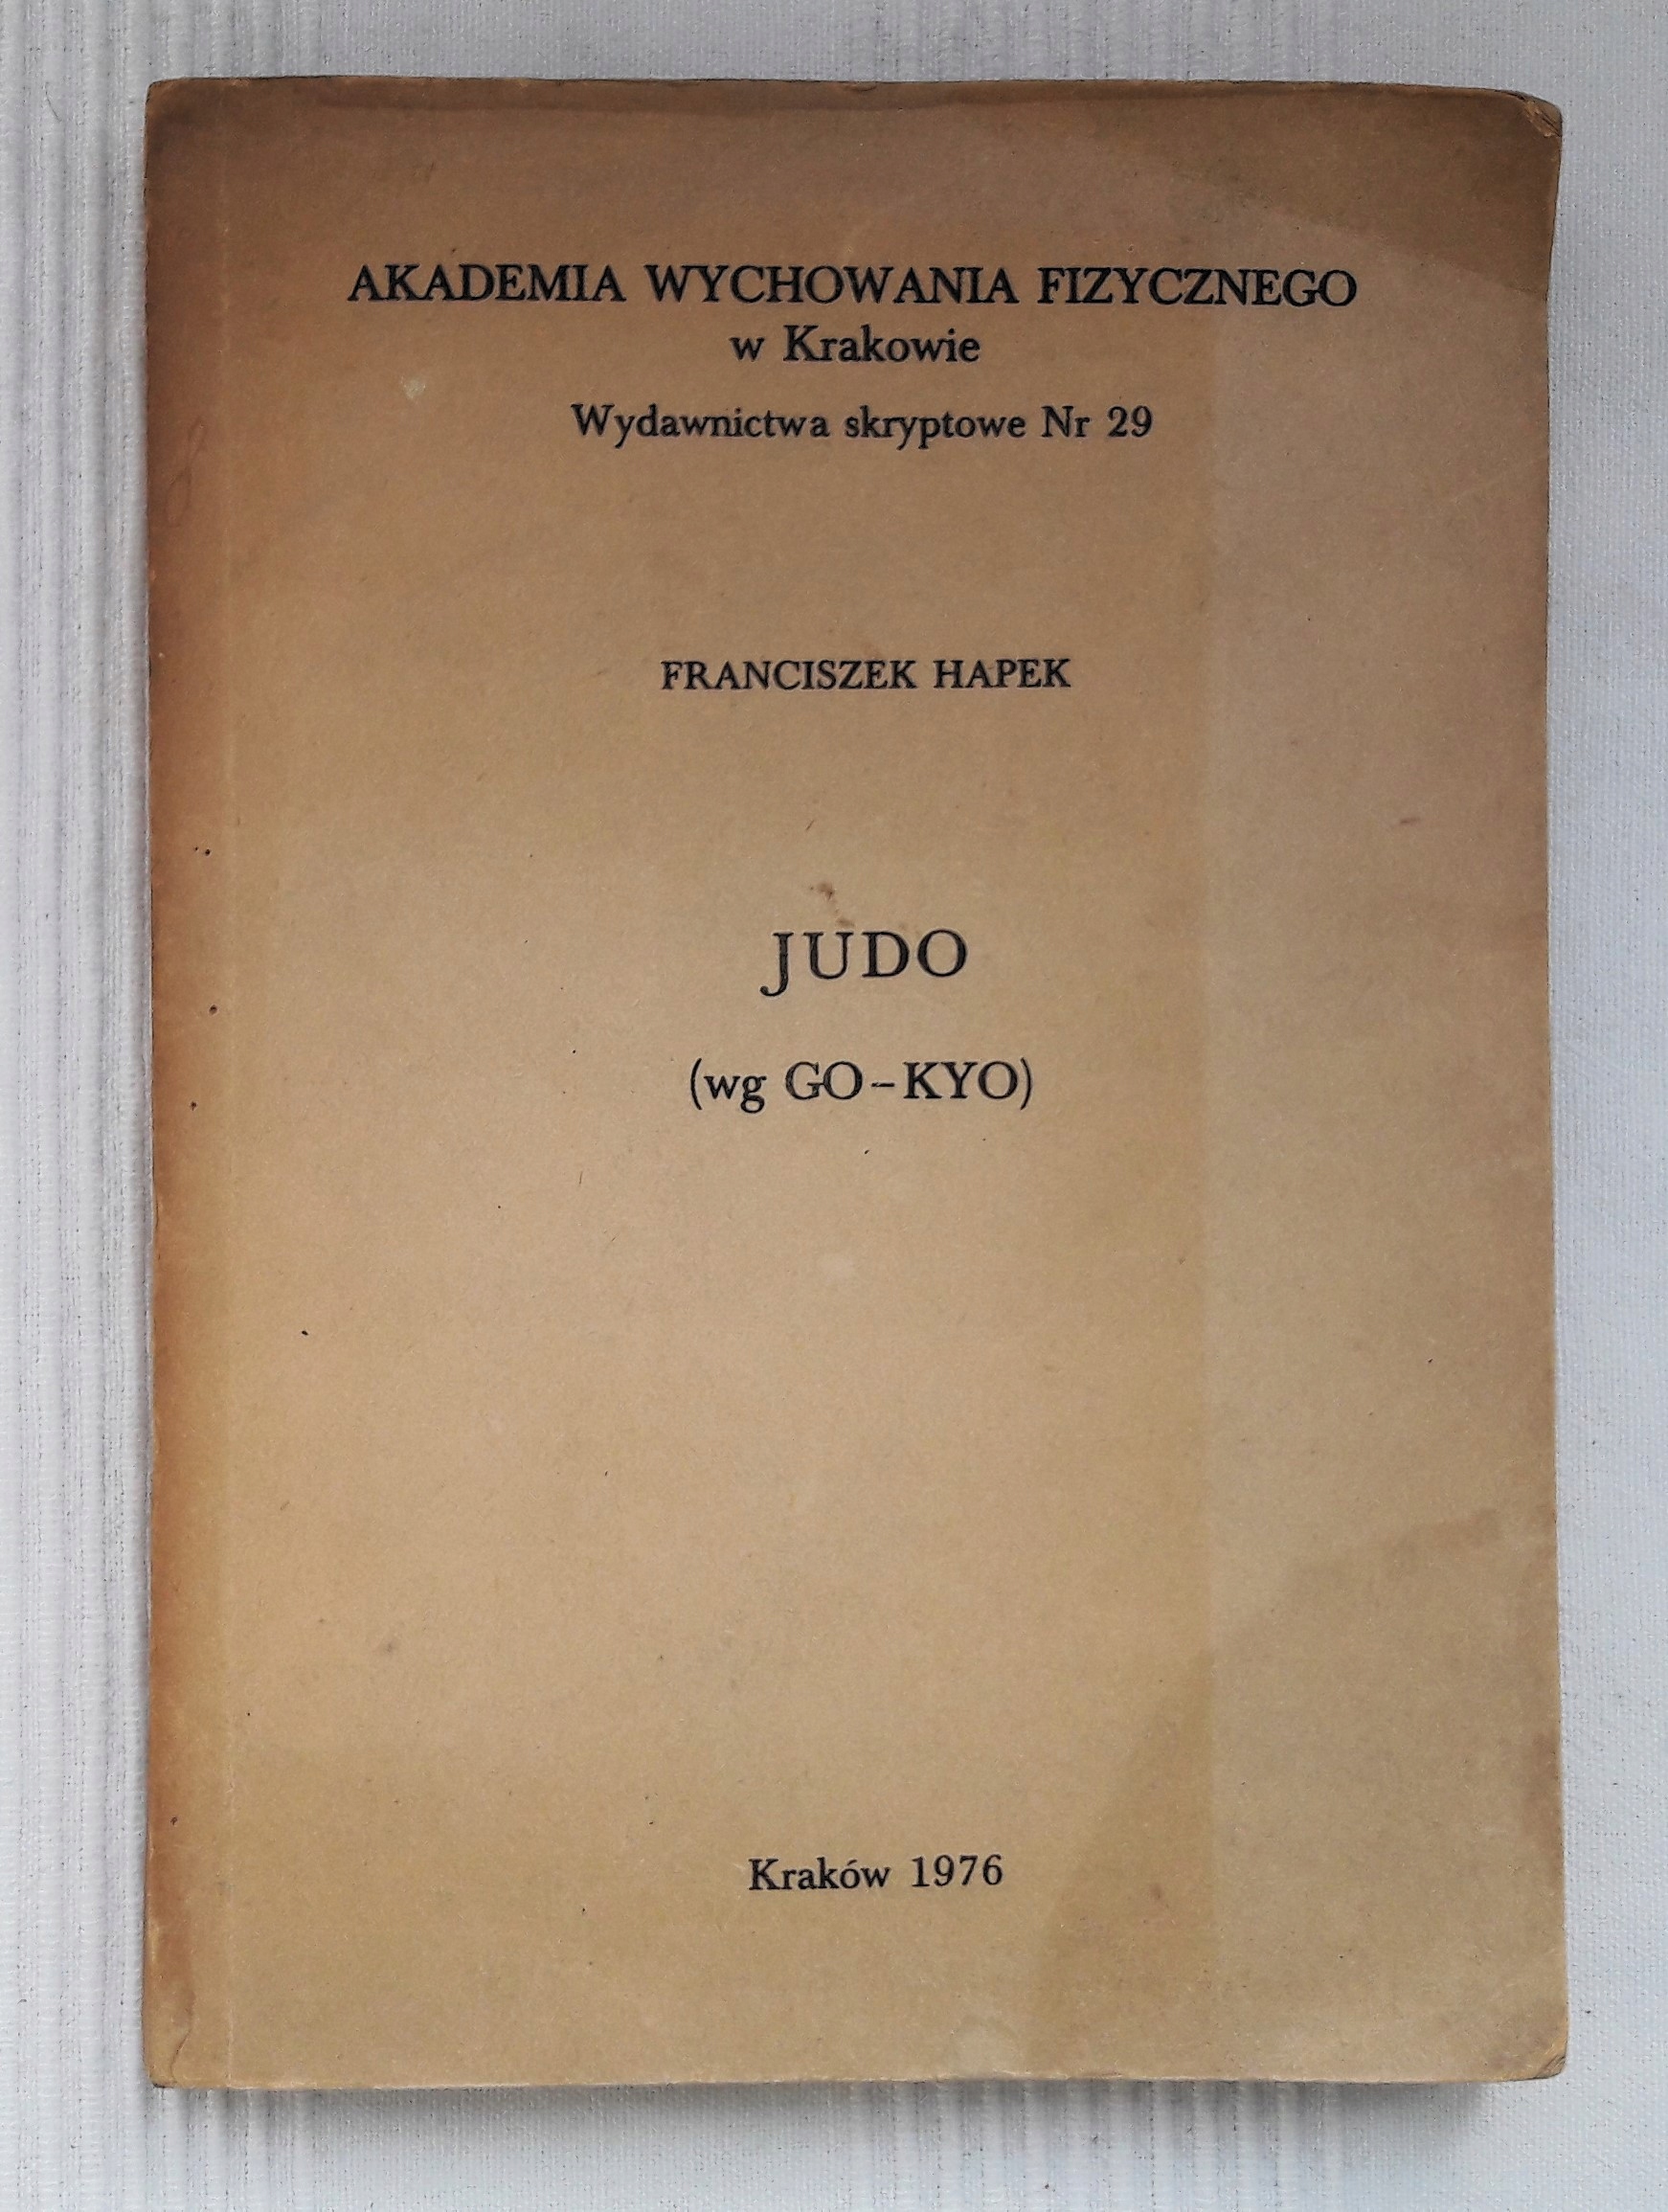 AKADEMIA WYCHOWANIA FIZYCZNEGO
w Krakowie
Wydawnictwa skryptowe Nr 29
FRANCISZEK HAPEK
JUDO
(wg GO-KYO)
Kraków 1976